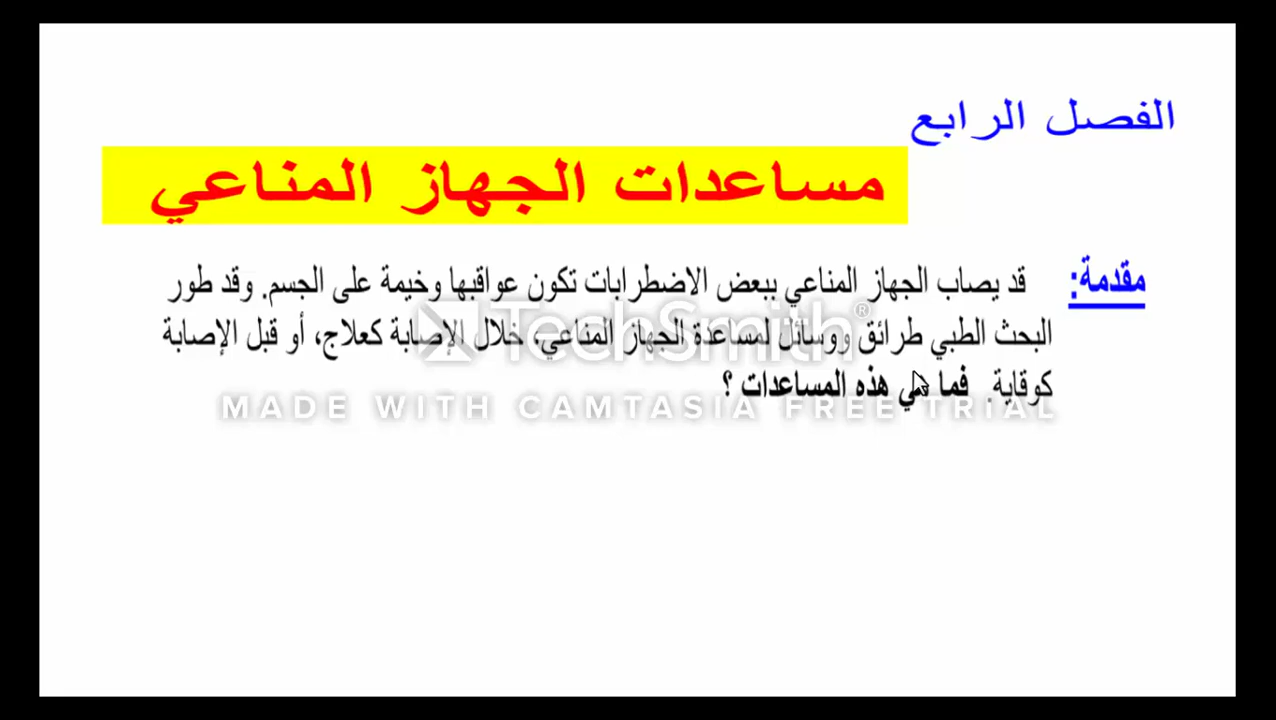 الفصل الرابع
مساعدات الجهاز المناعي
مقدمة: قد يصاب الجهاز المناعي ببعض الاضطرابات تكون عواقبها وخيمة على الجسم. وقد طور
البحث الطبي طرائق ووسائل لمساعدة الجهاز المناعي، خلال الإصابة كعلاج، أو قبل الإصابة
كوقاية. فما هي هذه المساعدات ؟
TechSmith®
MADE WITH CAMTASIA FREE TRIAL